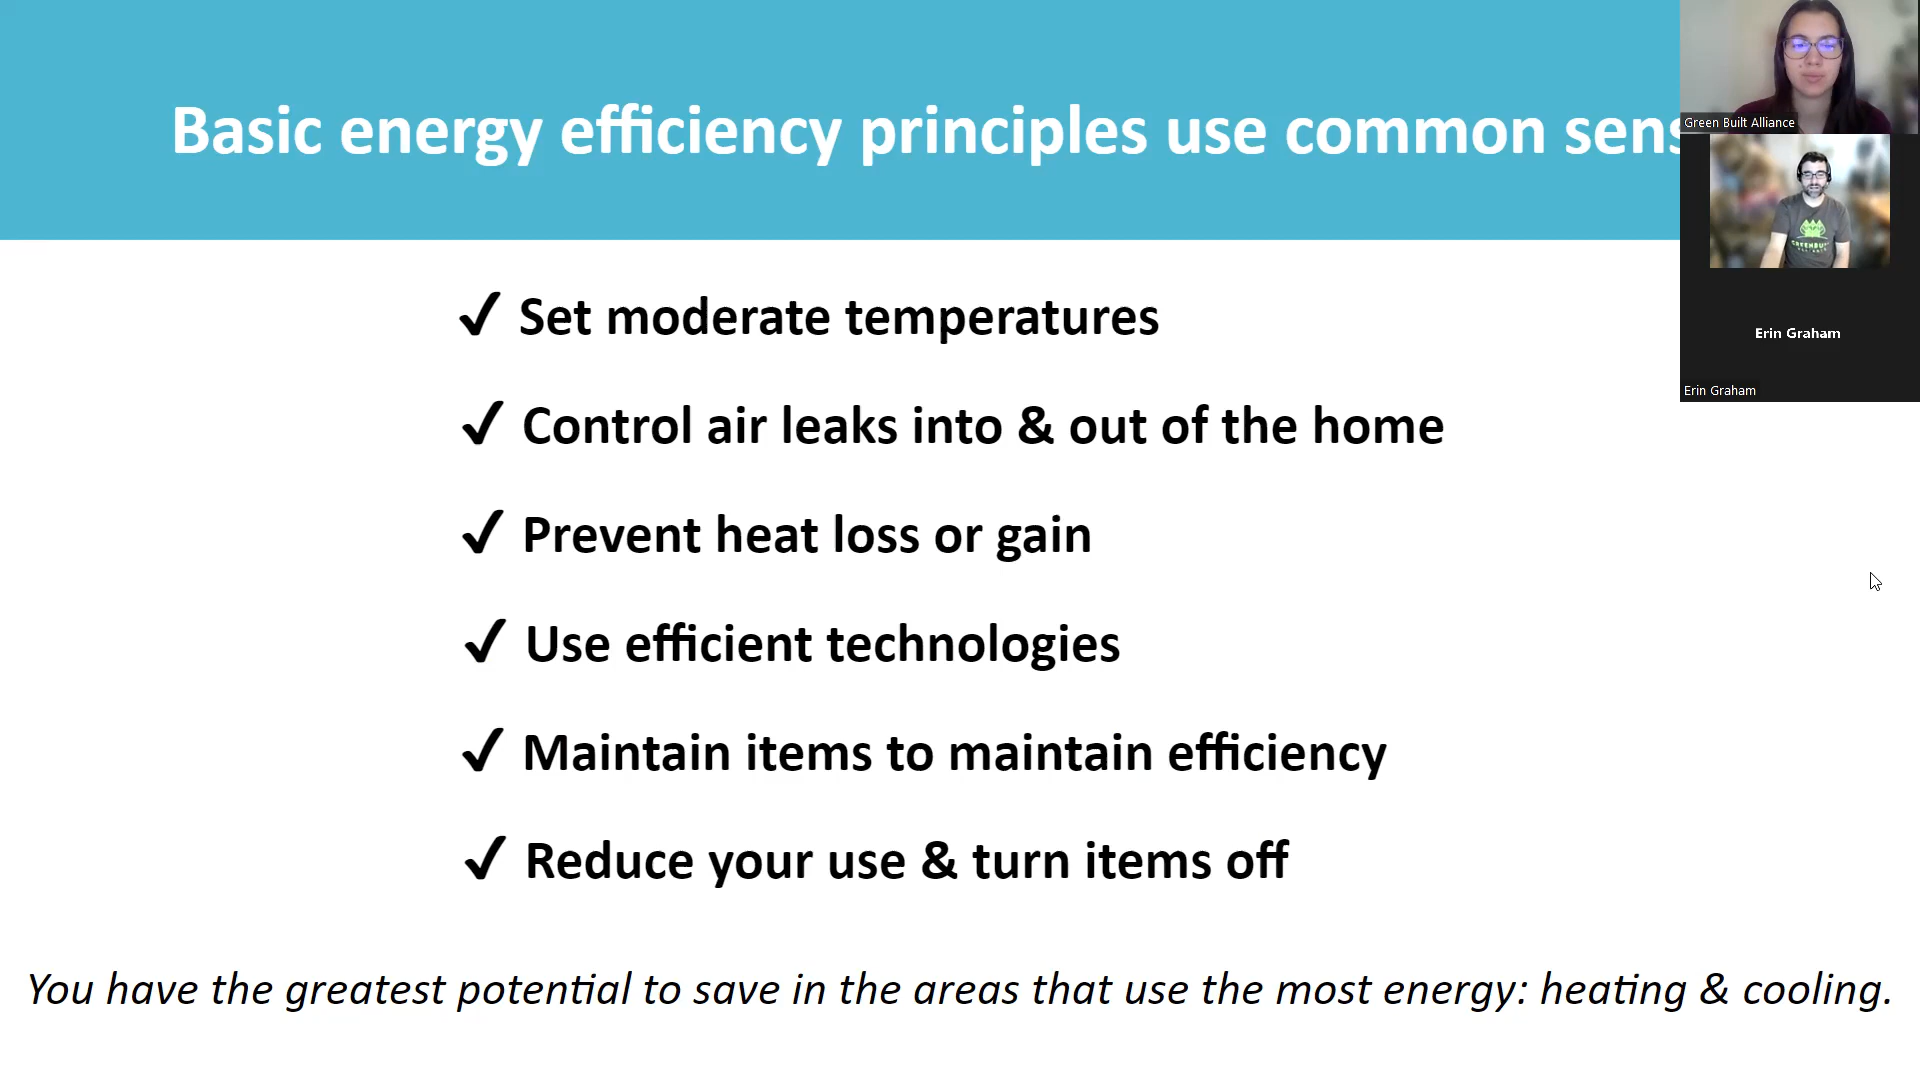 Basic energy efficiency principles use common sens
Green Built Alliance
Erin Graham
Erin Graham
✓ Set moderate temperatures
✓ Control air leaks into & out of the home
✓ Prevent heat loss or gain
✓ Use efficient technologies
✓ Maintain items to maintain efficiency
✓ Reduce your use & turn items off
You have the greatest potential to save in the areas that use the most energy: heating & cooling.